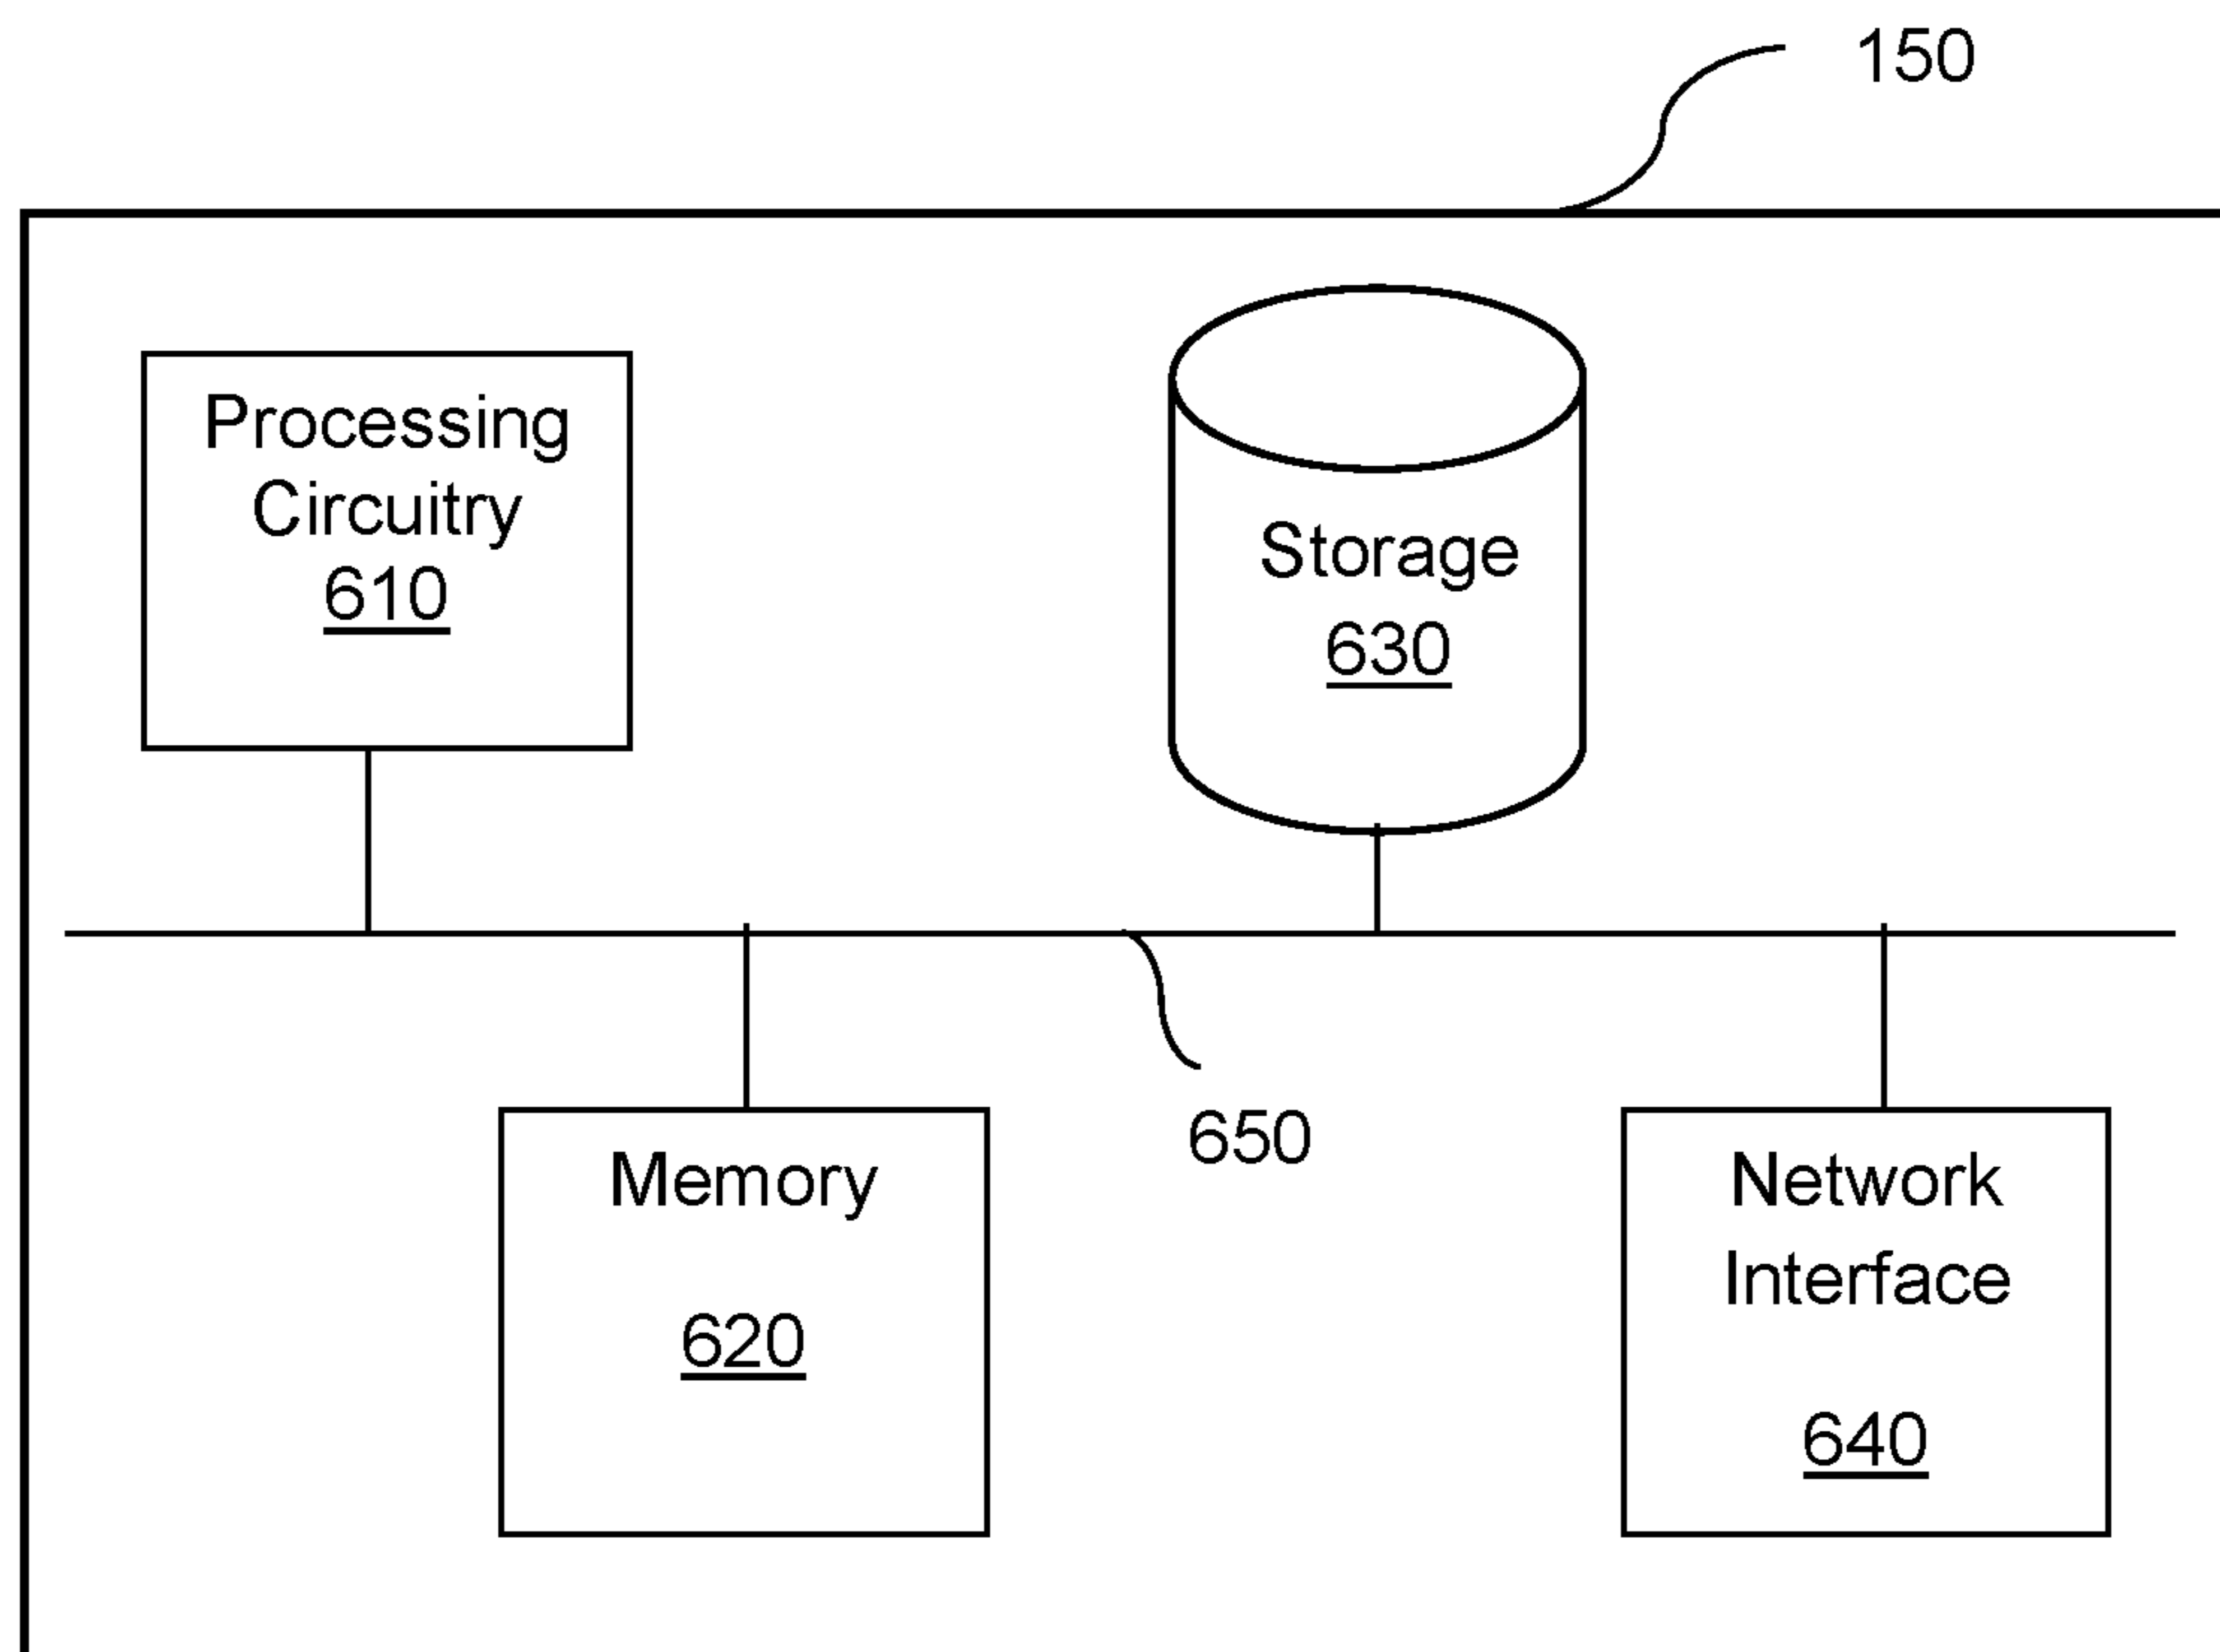 150
Processing
Circuitry
610
Storage
630
650
Memory
620
Network
Interface
640